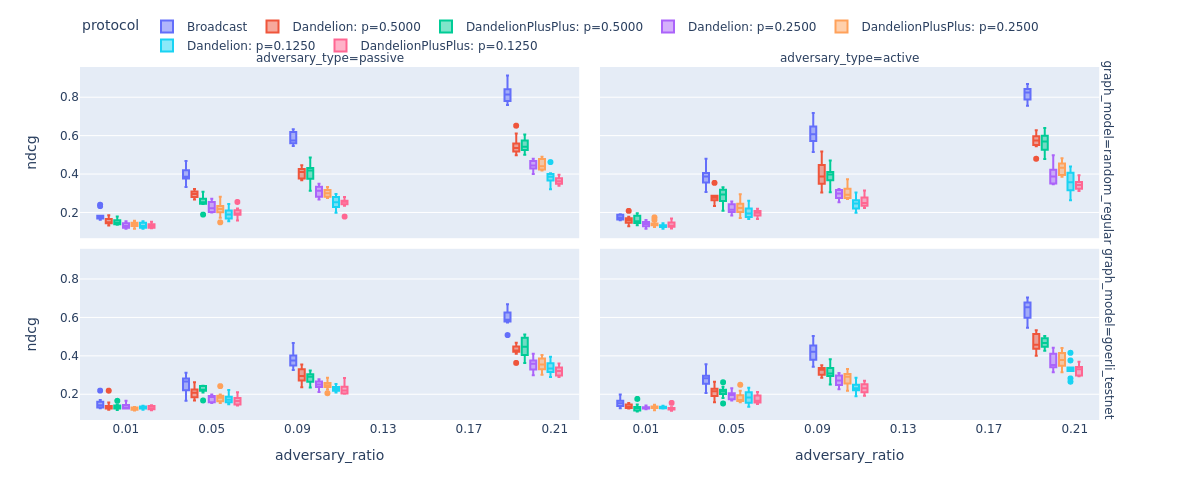 protocol Broadcast Dandelion: p=0.5000 DandelionPlusPlus: p=0.5000 Dandelion: p=0.2500 DandelionPlusPlus: p=0.2500
Dandelion: p=0.1250 DandelionPlusPlus: p=0.1250
adversary_type=passive adversary_type=active
0.8
0.6
0.4
0.2
ndcg
graph_model=random_regular
0.8
0.6
0.4
0.2
ndcg
graph_model=goerli_testnet
0.01 0.05 0.09 0.13 0.17 0.21 0.01 0.05 0.09 0.13 0.17 0.21
adversary_ratio adversary_ratio